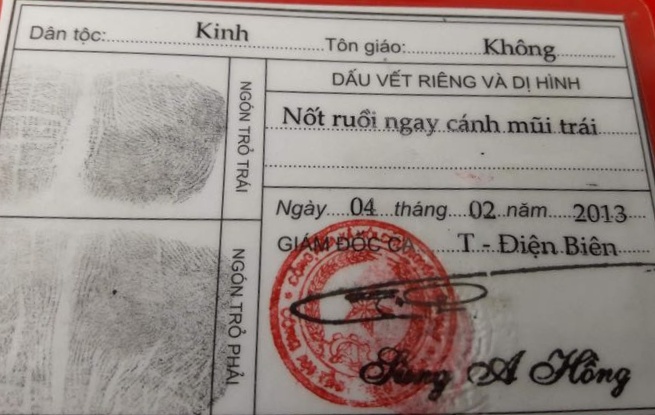 Dân tộc: Kinh Tôn giáo: Không
DẤU VẾT RIÊNG VÀ DỊ HÌNH
Nốt ruồi ngay cánh mũi trái
NGÓN TRỎ TRÁI
Ngày 04 tháng 02 năm 2013
GIÁM ĐỐC CA T - Điện Biên
NGÓN TRỎ PHẢI
Sùng A Hồng